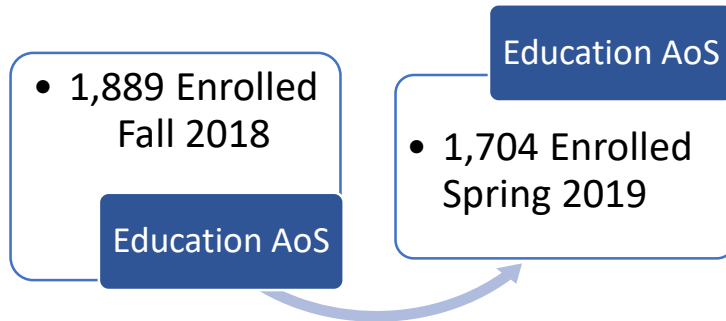 • 1,889 Enrolled
Fall 2018
Education AoS
Education AoS
• 1,704 Enrolled
Spring 2019